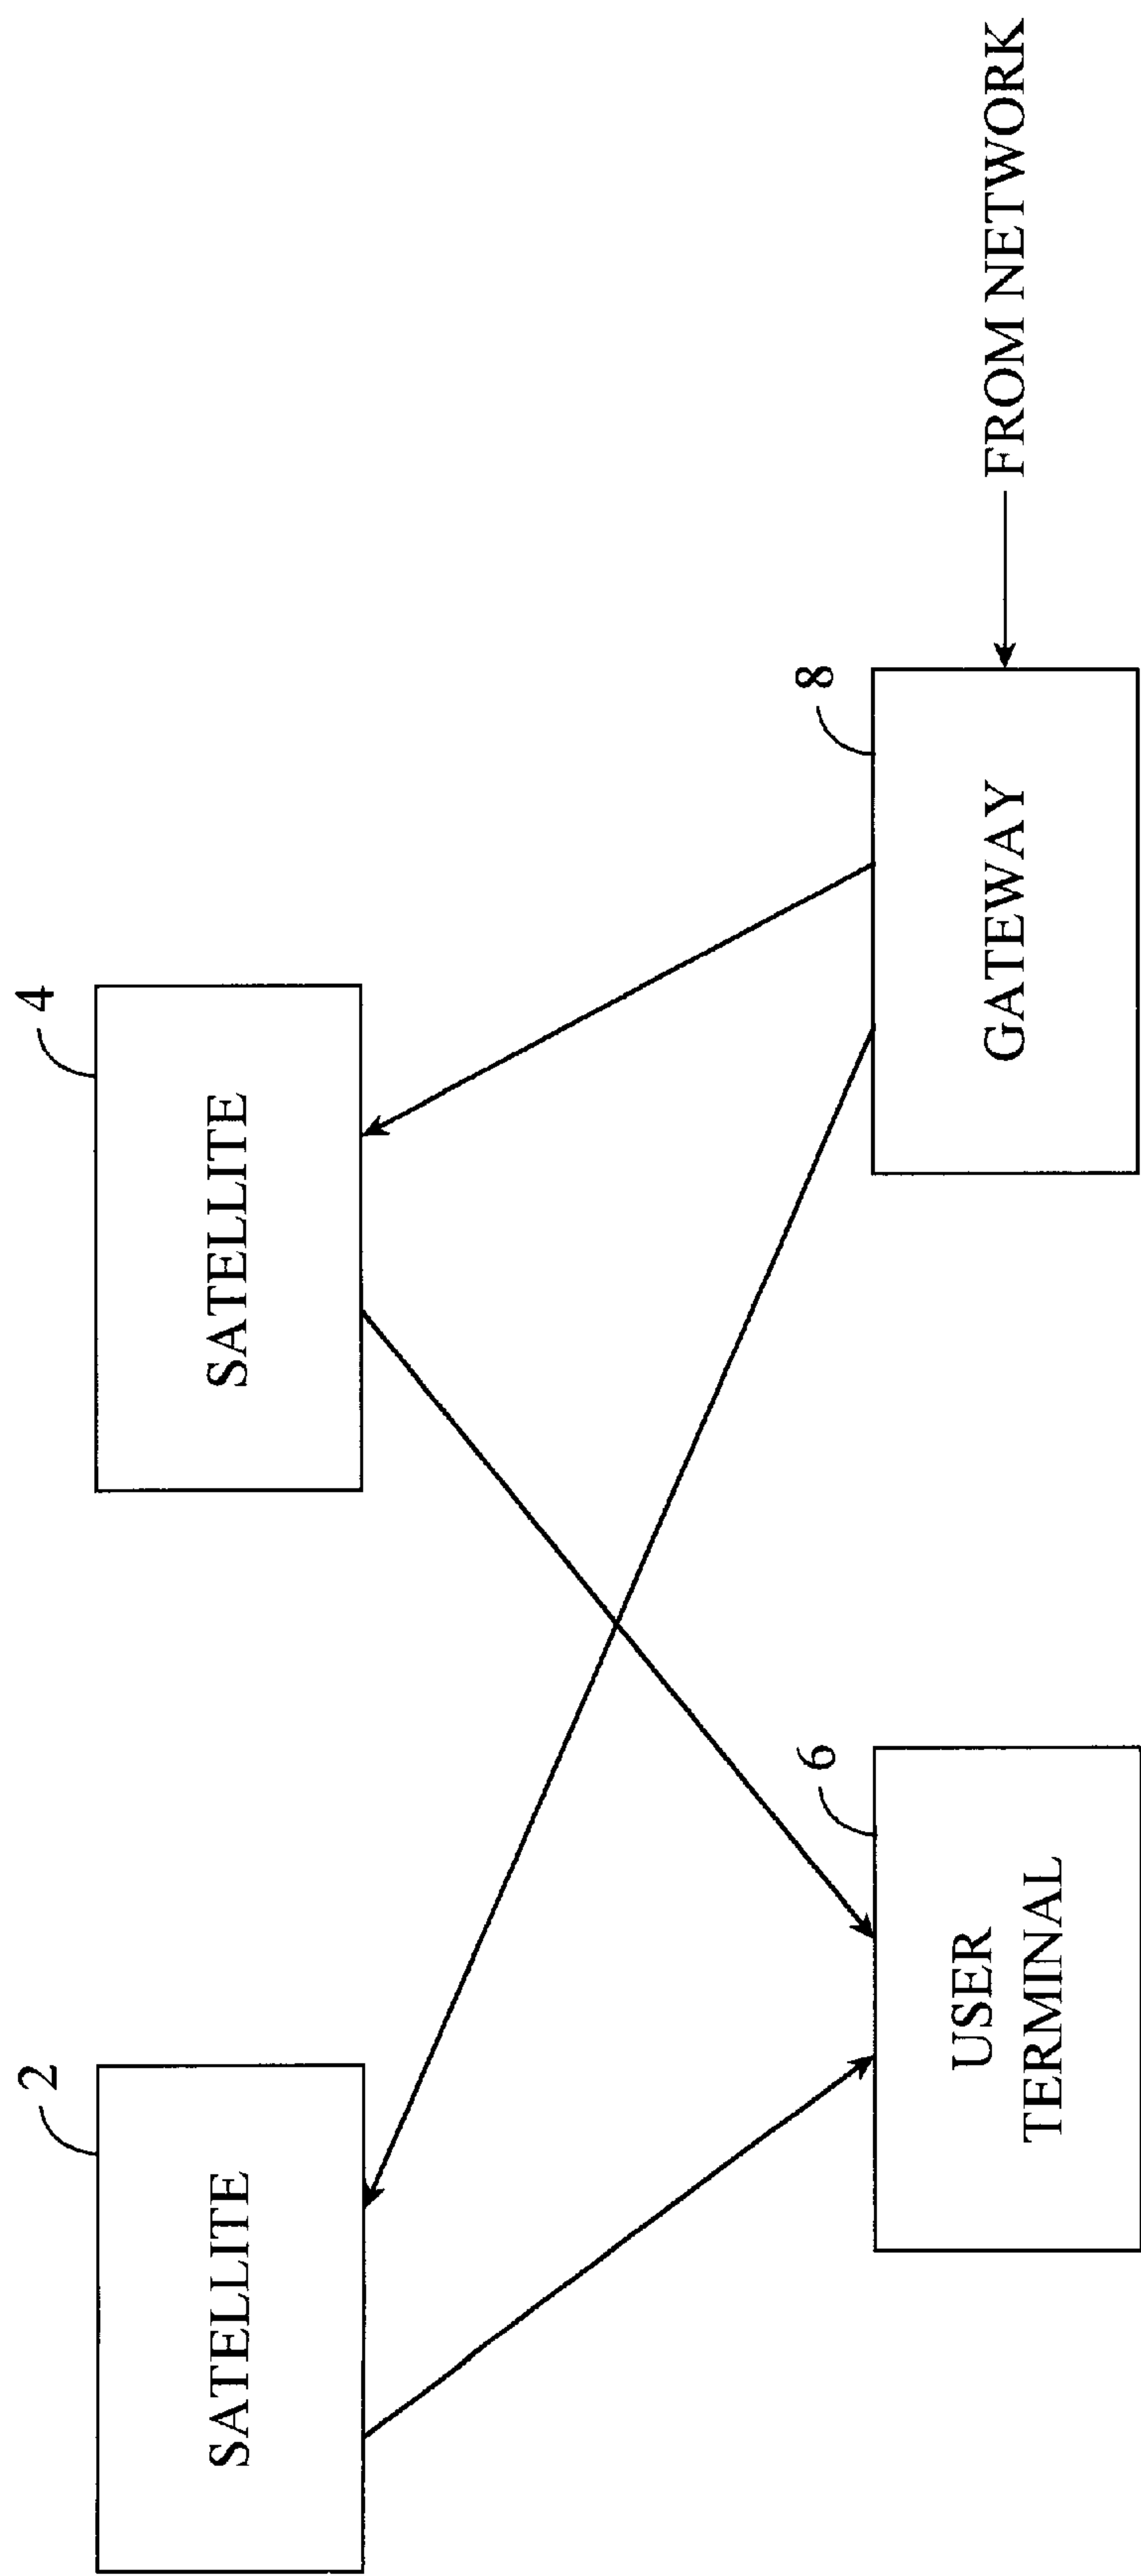 2
SATELLITE
4
SATELLITE
6
USER
TERMINAL
8
GATEWAY
FROM NETWORK